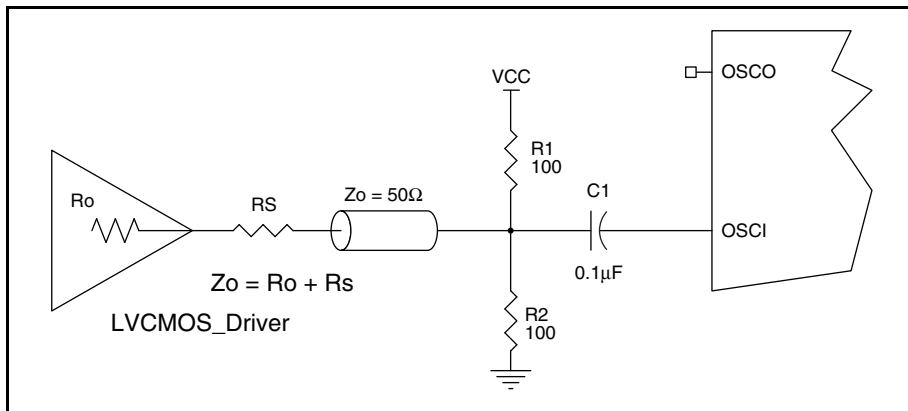 VCC
OSCO
R1
100
Ro
RS
Zo = 50Ω
C1
OSCI
0.1μF
Zo = Ro + Rs
LVCMOS_Driver
R2
100